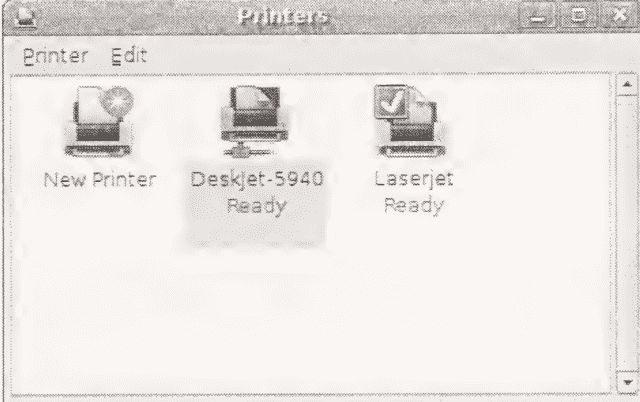 Printers
Printer Edit
New Printer
DeskJet-5940
Ready
Laserjet
Ready